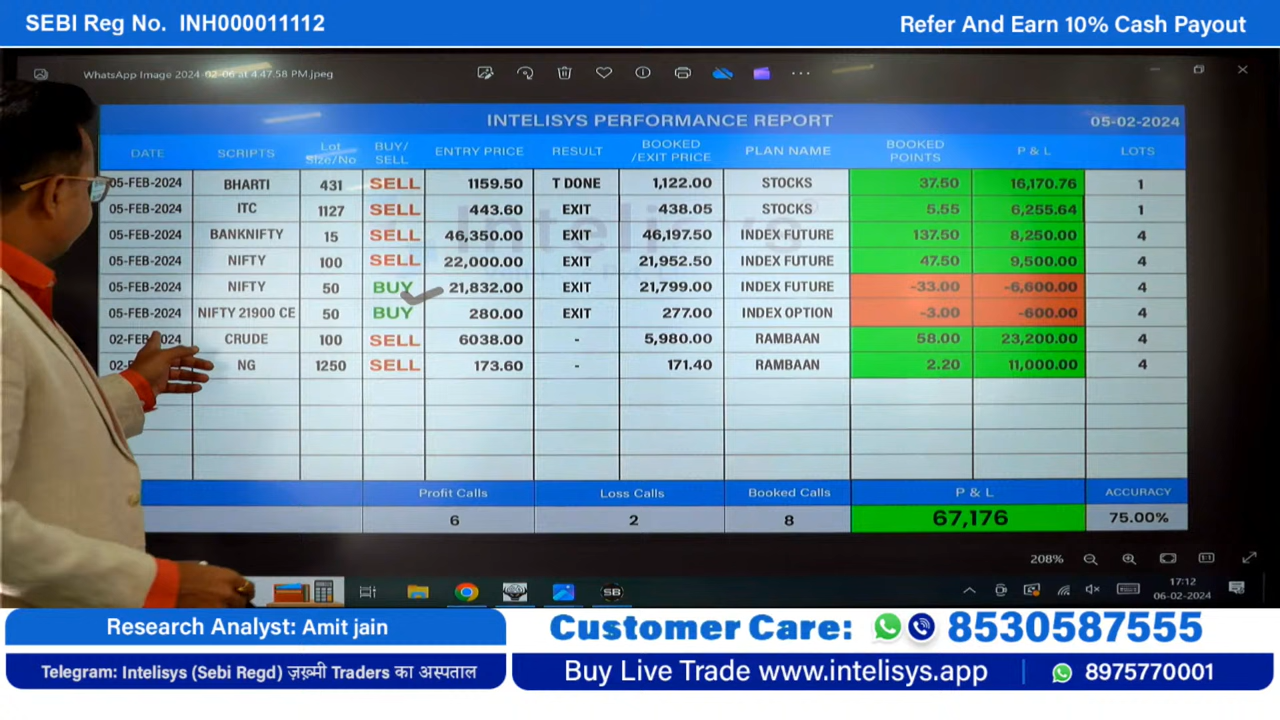 SEBI Reg No. INH000011112
Refer And Earn 10% Cash Payout
WhatsApp Image 2024-02-06 at 4.47.58 PM.jpeg
INTELISYS PERFORMANCE REPORT 05-02-2024
DATE SCRIPTS Lot Size/No BUY/ SELL ENTRY PRICE RESULT BOOKED /EXIT PRICE PLAN NAME BOOKED POINTS P & L LOTS
05-FEB-2024 BHARTI 431 SELL 1159.50 T DONE 1,122.00 STOCKS 37.50 16,170.76 1
05-FEB-2024 ITC 1127 SELL 443.60 EXIT 438.05 STOCKS 5.55 6,255.64 1
05-FEB-2024 BANKNIFTY 15 SELL 46,350.00 EXIT 46,197.50 INDEX FUTURE 137.50 8,250.00 4
05-FEB-2024 NIFTY 100 SELL 22,000.00 EXIT 21,952.50 INDEX FUTURE 47.50 9,500.00 4
05-FEB-2024 NIFTY 50 BUY 21,832.00 EXIT 21,799.00 INDEX FUTURE -33.00 -6,600.00 4
05-FEB-2024 NIFTY 21900 CE 50 BUY 280.00 EXIT 277.00 INDEX OPTION -3.00 -600.00 4
02-FEB- 024 CRUDE 100 SELL 6038.00 - 5,980.00 RAMBAAN 58.00 23,200.00 4
02- NG 1250 SELL 173.60 - 171.40 RAMBAAN 2.20 11,000.00 4
Intelisys
Profit Calls Loss Calls Booked Calls P & L ACCURACY
6 2 8 67,176 75.00%
208%
SB
17:12
06-02-2024
Research Analyst: Amit jain
Customer Care: 8530587555
Telegram: Intelisys (Sebi Regd) ज़ख़्मी Traders का अस्पताल
Buy Live Trade www.intelisys.app | 8975770001